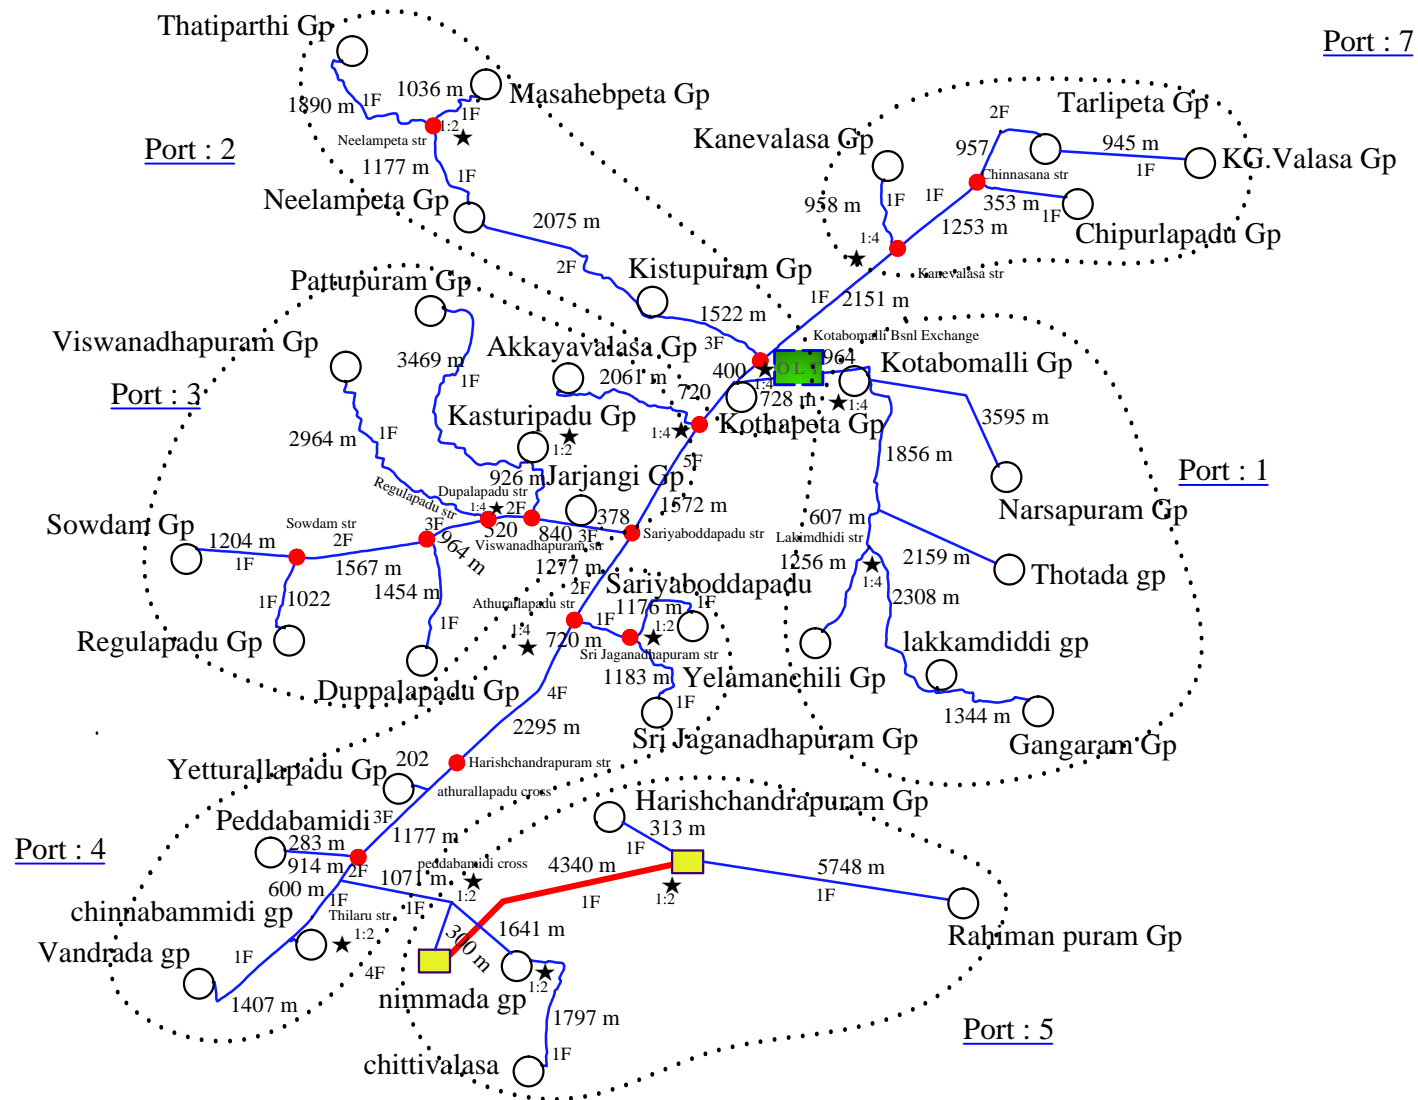 Thatiparthi Gp
Port : 7
1036 m
Masahebpeta Gp
1890 m
1F
1F
1:2
Neelampeta str
Port : 2
1177 m
1F
Neelampeta Gp
2075 m
2F
Kistupuram Gp
1522 m
3F
Tarlipeta Gp
2F
Kanevalasa Gp
957
945 m
1F
KG.Valasa Gp
Chinnasana str
1F
353 m
1F
958 m
1F
1253 m
Chipurlapadu Gp
1:4
Kanevalasa str
1F
2151 m
Kotabomalli Bsnl Exchange
Pattupuram Gp
Viswanadhapuram Gp
Akkayavalasa Gp
400
O L
964
Kotabomalli Gp
1:4
3469 m
1F
2061 m
720
728 m
1:4
Port : 3
Kasturipadu Gp
1:2
1:4
Kothapeta Gp
3595 m
2964 m
1F
5F
1856 m
Port : 1
926 m
Jarjangi Gp
Regulapadu str
Dupalapadu str
1:4
2F
1572 m
Narsapuram Gp
Sowdam Gp
Sowdam str
3F
520
840
378
3F
Sariyaboddapadu str
607 m
Lakimdhidi str
1204 m
1F
2F
1567 m
964 m
Viswanadhapuram str
1277 m
1256 m
1:4
2159 m
Thotada gp
1F
1022
1454 m
2F
Sariyaboddapadu
2308 m
Athurallapadu str
1F
1176 m
1F
Regulapadu Gp
1F
1:4
720 m
1:2
Sri Jaganadhapuram str
lakkamdiddi gp
1183 m
Yelamanchili Gp
Duppalapadu Gp
4F
1F
1344 m
2295 m
Sri Jaganadhapuram Gp
Gangaram Gp
202
Harishchandrapuram str
Yetturallapadu Gp
athurallapadu cross
Harishchandrapuram Gp
Peddabamidi
3F
1177 m
313 m
1F
Port : 4
283 m
914 m
2F
peddabamidi cross
4340 m
5748 m
600 m
1F
1071 m
1F
1:2
1F
1:2
1F
chinnabammidi gp
Thilaru str
1:2
300 m
1641 m
Rahiman puram Gp
Vandrada gp
1F
4F
1:2
1407 m
nimmada gp
1797 m
Port : 5
chittivalasa
1F